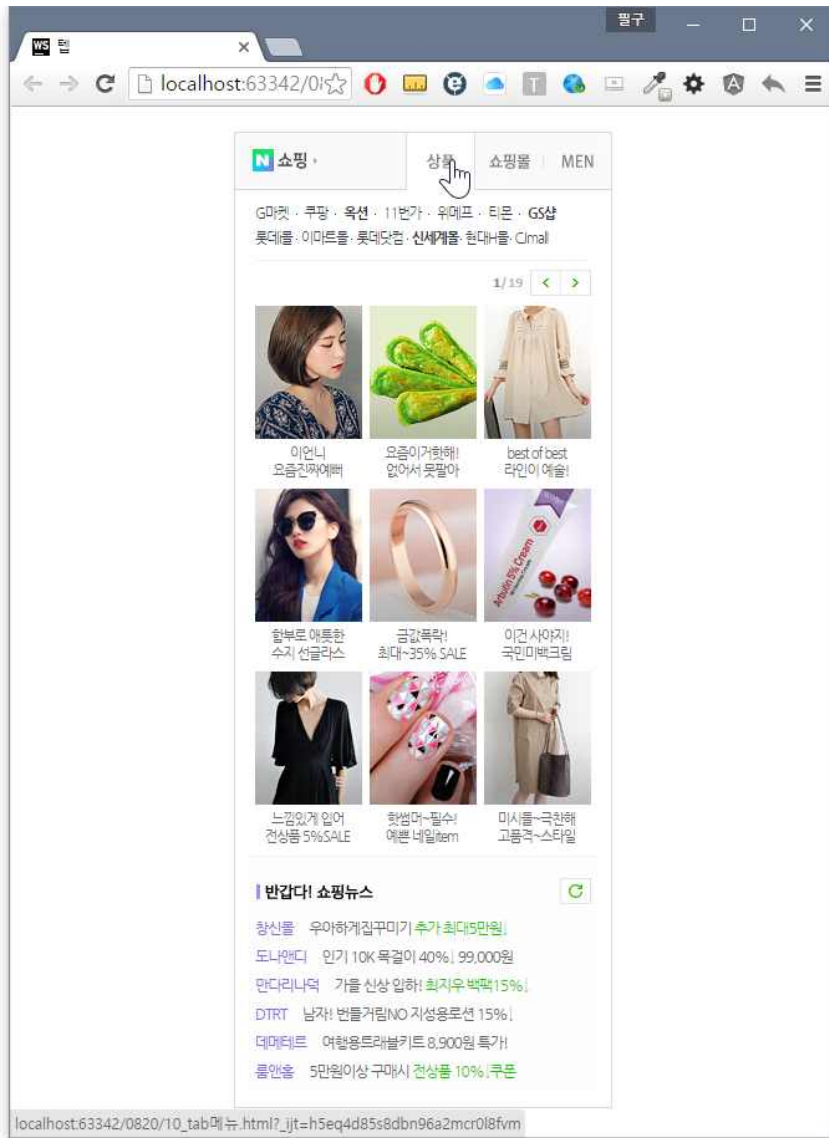 필구
WS 텝
localhost:63342/08
N 쇼핑
상품
쇼핑몰
MEN
G마켓 · 쿠팡 · 옥션 · 11번가 · 위메프 · 티몬 · GS샵
롯데i몰 · 이마트몰 · 롯데닷컴 · 신세계몰 · 현대H몰 · CJmall
1/19
이언니
요즘진짜예뻐
요즘이거핫해!
없어서 못팔아
best of best
라인이 예술!
Arbutin 5% Cream
함부로 애틋한
수지 선글라스
금값폭락!
최대~35% SALE
이건 사야지!
국민미백크림
느낌있게 입어
전상품 5%SALE
핫썸머~필수!
예쁜 네일item
미시몰~극찬해
고품격~스타일
반갑다! 쇼핑뉴스
창신몰 우아하게집꾸미기 추가 최대5만원↓
도나앤디 인기 10K 목걸이 40%↓ 99,000원
만다리나덕 가을 신상 입하! 최지우 백팩15%↓
DTRT 남자! 번들거림NO 지성용로션 15%↓
데메테르 여행용트래블키트 8,900원 특가!
룸앤홈 5만원이상 구매시 전상품 10%↓쿠폰
localhost:63342/0820/10_tab메뉴.html?_ijt=h5eq4d85s8dbn96a2mcr0l8fvm